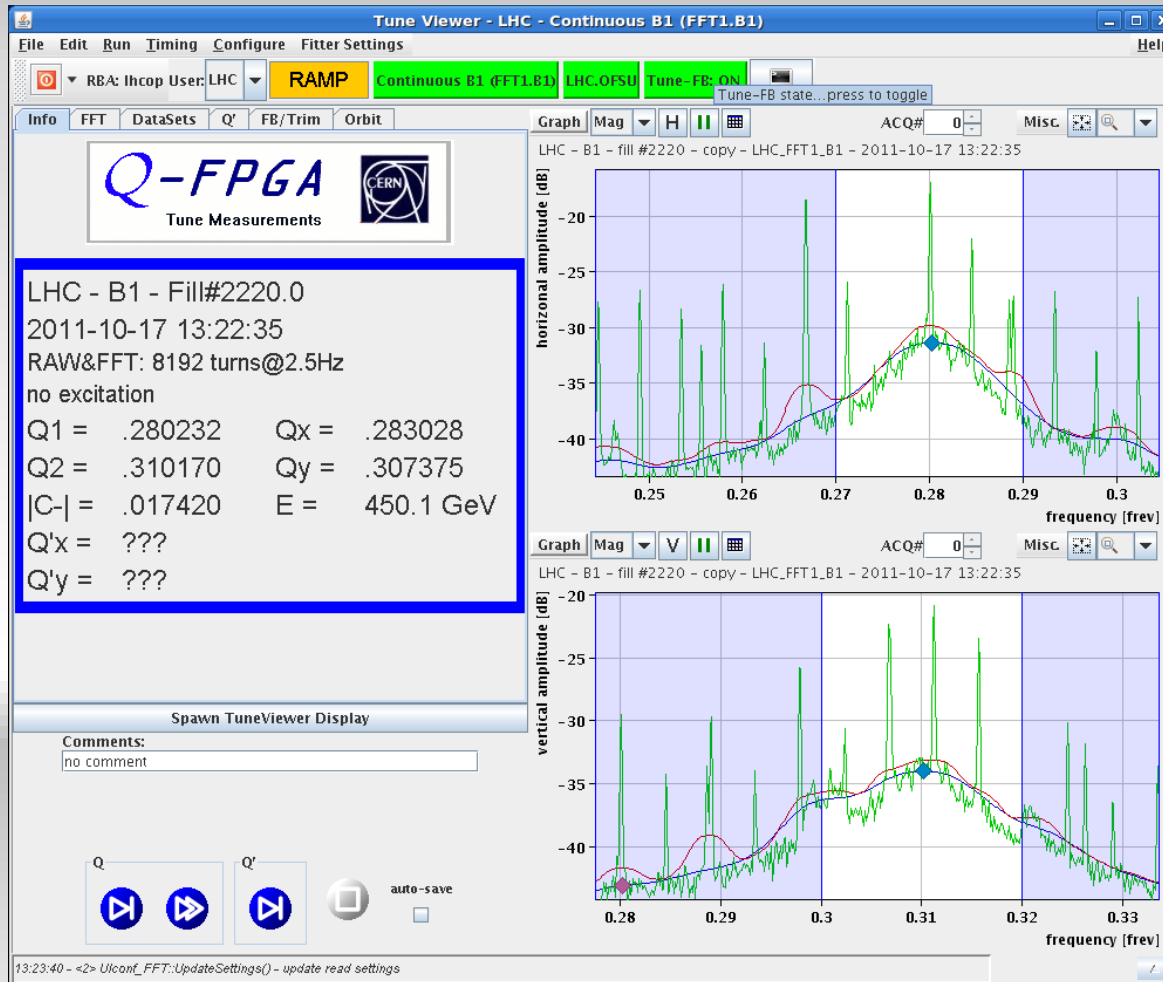 Tune Viewer - LHC - Continuous B1 (FFT1.B1)
File Edit Run Timing Configure Fitter Settings Help
RBA: lhcop User: LHC RAMP Continuous B1 (FFT1.B1) LHC.OFSU Tune-FB: ON
Tune-FB state...press to toggle
Info FFT DataSets Q' FB/Trim Orbit
Q-FPGA
Tune Measurements
CERN
LHC - B1 - Fill#2220.0
2011-10-17 13:22:35
RAW&FFT: 8192 turns@2.5Hz
no excitation
Q1 = .280232 Qx = .283028
Q2 = .310170 Qy = .307375
|C-| = .017420 E = 450.1 GeV
Q'x = ???
Q'y = ???
Spawn TuneViewer Display
Comments:
no comment
Q Q'
auto-save
13:23:40 - <2> UIconf_FFT::UpdateSettings() - update read settings
Graph Mag H ACQ# 0 Misc.
LHC - B1 - fill #2220 - copy - LHC_FFT1_B1 - 2011-10-17 13:22:35
horizonal amplitude [dB]
-20
-25
-30
-35
-40
0.25 0.26 0.27 0.28 0.29 0.3
frequency [frev]
Graph Mag V ACQ# 0 Misc.
LHC - B1 - fill #2220 - copy - LHC_FFT1_B1 - 2011-10-17 13:22:35
vertical amplitude [dB]
-20
-25
-30
-35
-40
0.28 0.29 0.3 0.31 0.32 0.33
frequency [frev]